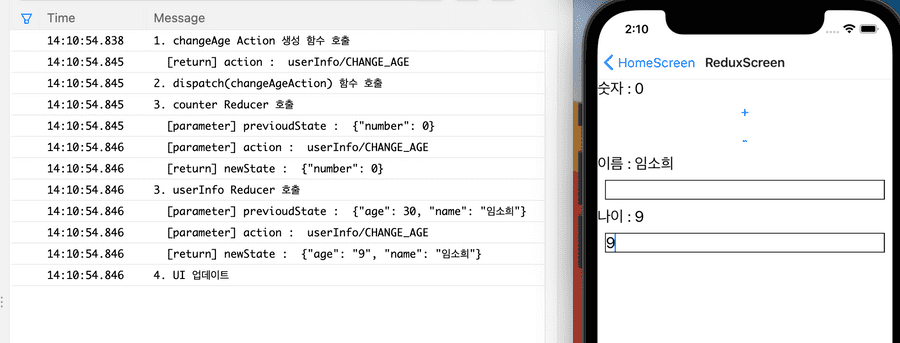 Time Message
14:10:54.838 1. changeAge Action 생성 함수 호출
14:10:54.845 [return] action : userInfo/CHANGE_AGE
14:10:54.845 2. dispatch(changeAgeAction) 함수 호출
14:10:54.845 3. counter Reducer 호출
14:10:54.845 [parameter] previoudState : {"number": 0}
14:10:54.846 [parameter] action : userInfo/CHANGE_AGE
14:10:54.846 [return] newState : {"number": 0}
14:10:54.846 3. userInfo Reducer 호출
14:10:54.846 [parameter] previoudState : {"age": 30, "name": "임소희"}
14:10:54.846 [parameter] action : userInfo/CHANGE_AGE
14:10:54.846 [return] newState : {"age": "9", "name": "임소희"}
14:10:54.846 4. UI 업데이트
2:10
HomeScreen ReduxScreen
숫자 : 0
+
-
이름 : 임소희
나이 : 9
9